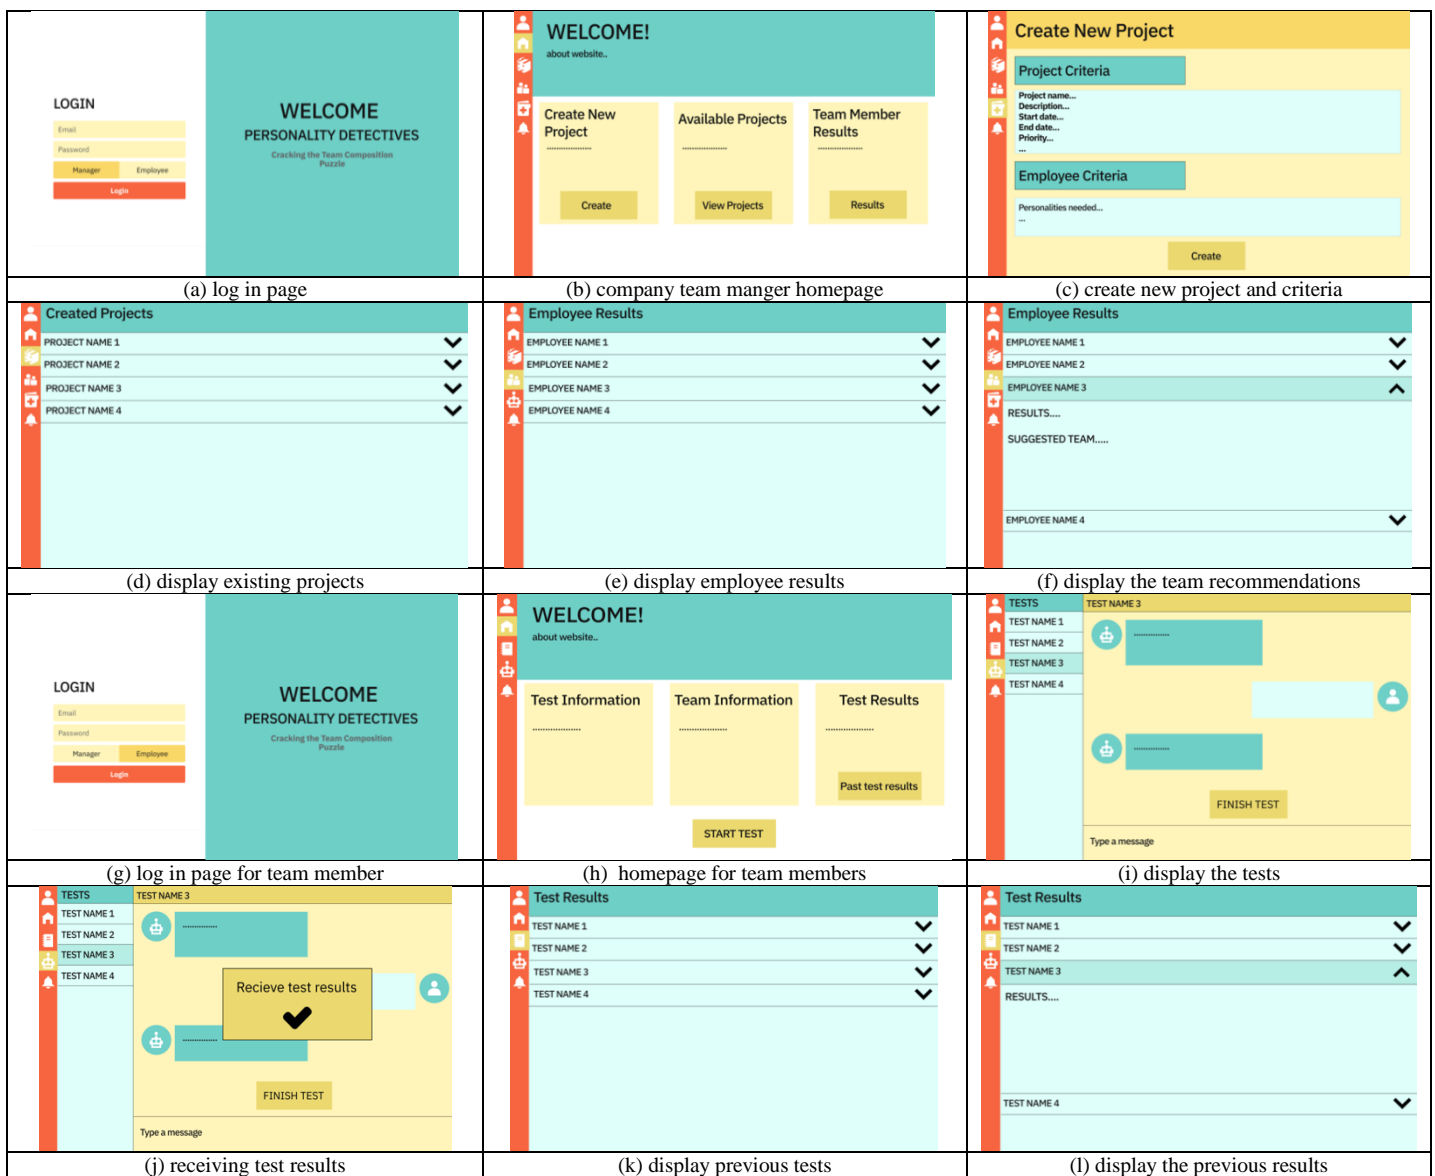 LOGIN
Email
Password
Manager Employee
Login
WELCOME
PERSONALITY DETECTIVES
Cracking the Team Composition
Puzzle
(a) log in page
WELCOME!
about website..
Create New
Project
....................
Create
Available Projects
....................
View Projects
Team Member
Results
....................
Results
(b) company team manger homepage
Create New Project
Project Criteria
Project name...
Description...
Start date...
End date...
Priority...
...
Employee Criteria
Personalities needed...
...
Create
(c) create new project and criteria
Created Projects
PROJECT NAME 1
PROJECT NAME 2
PROJECT NAME 3
PROJECT NAME 4
(d) display existing projects
Employee Results
EMPLOYEE NAME 1
EMPLOYEE NAME 2
EMPLOYEE NAME 3
EMPLOYEE NAME 4
(e) display employee results
Employee Results
EMPLOYEE NAME 1
EMPLOYEE NAME 2
EMPLOYEE NAME 3
RESULTS....
SUGGESTED TEAM.....
EMPLOYEE NAME 4
(f) display the team recommendations
LOGIN
Email
Password
Manager Employee
Login
WELCOME
PERSONALITY DETECTIVES
Cracking the Team Composition
Puzzle
(g) log in page for team member
WELCOME!
about website..
Test Information
....................
Team Information
....................
Test Results
....................
Past test results
START TEST
(h) homepage for team members
TESTS
TEST NAME 1
TEST NAME 2
TEST NAME 3
TEST NAME 4
TEST NAME 3
...............
...............
FINISH TEST
Type a message
(i) display the tests
TESTS
TEST NAME 1
TEST NAME 2
TEST NAME 3
TEST NAME 4
TEST NAME 3
...............
Recieve test results
...............
FINISH TEST
Type a message
(j) receiving test results
Test Results
TEST NAME 1
TEST NAME 2
TEST NAME 3
TEST NAME 4
(k) display previous tests
Test Results
TEST NAME 1
TEST NAME 2
TEST NAME 3
RESULTS....
TEST NAME 4
(l) display the previous results